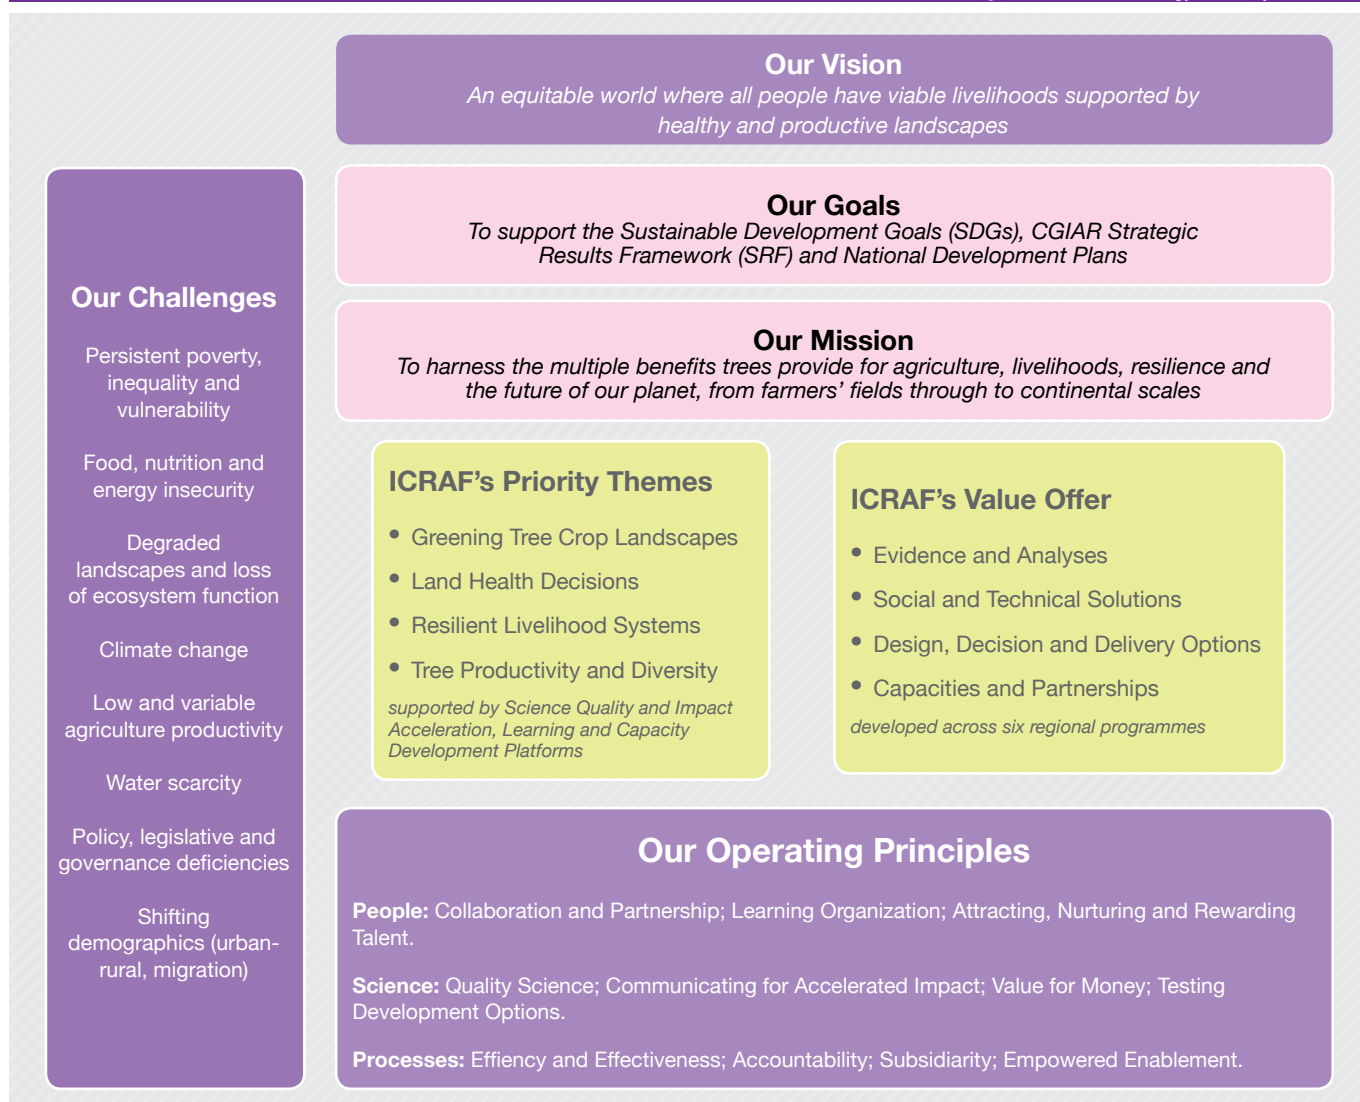 Our Vision
An equitable world where all people have viable livelihoods supported by
healthy and productive landscapes
Our Challenges
Persistent poverty,
inequality and
vulnerability
Food, nutrition and
energy insecurity
Degraded
landscapes and loss
of ecosystem function
Climate change
Low and variable
agriculture productivity
Water scarcity
Policy, legislative and
governance deficiencies
Shifting
demographics (urban-
rural, migration)
Our Goals
To support the Sustainable Development Goals (SDGs), CGIAR Strategic
Results Framework (SRF) and National Development Plans
Our Mission
To harness the multiple benefits trees provide for agriculture, livelihoods, resilience and
the future of our planet, from farmers’ fields through to continental scales
ICRAF’s Priority Themes
• Greening Tree Crop Landscapes
• Land Health Decisions
• Resilient Livelihood Systems
• Tree Productivity and Diversity
supported by Science Quality and Impact
Acceleration, Learning and Capacity
Development Platforms
ICRAF’s Value Offer
• Evidence and Analyses
• Social and Technical Solutions
• Design, Decision and Delivery Options
• Capacities and Partnerships
developed across six regional programmes
Our Operating Principles
People: Collaboration and Partnership; Learning Organization; Attracting, Nurturing and Rewarding
Talent.
Science: Quality Science; Communicating for Accelerated Impact; Value for Money; Testing
Development Options.
Processes: Effiency and Effectiveness; Accountability; Subsidiarity; Empowered Enablement.